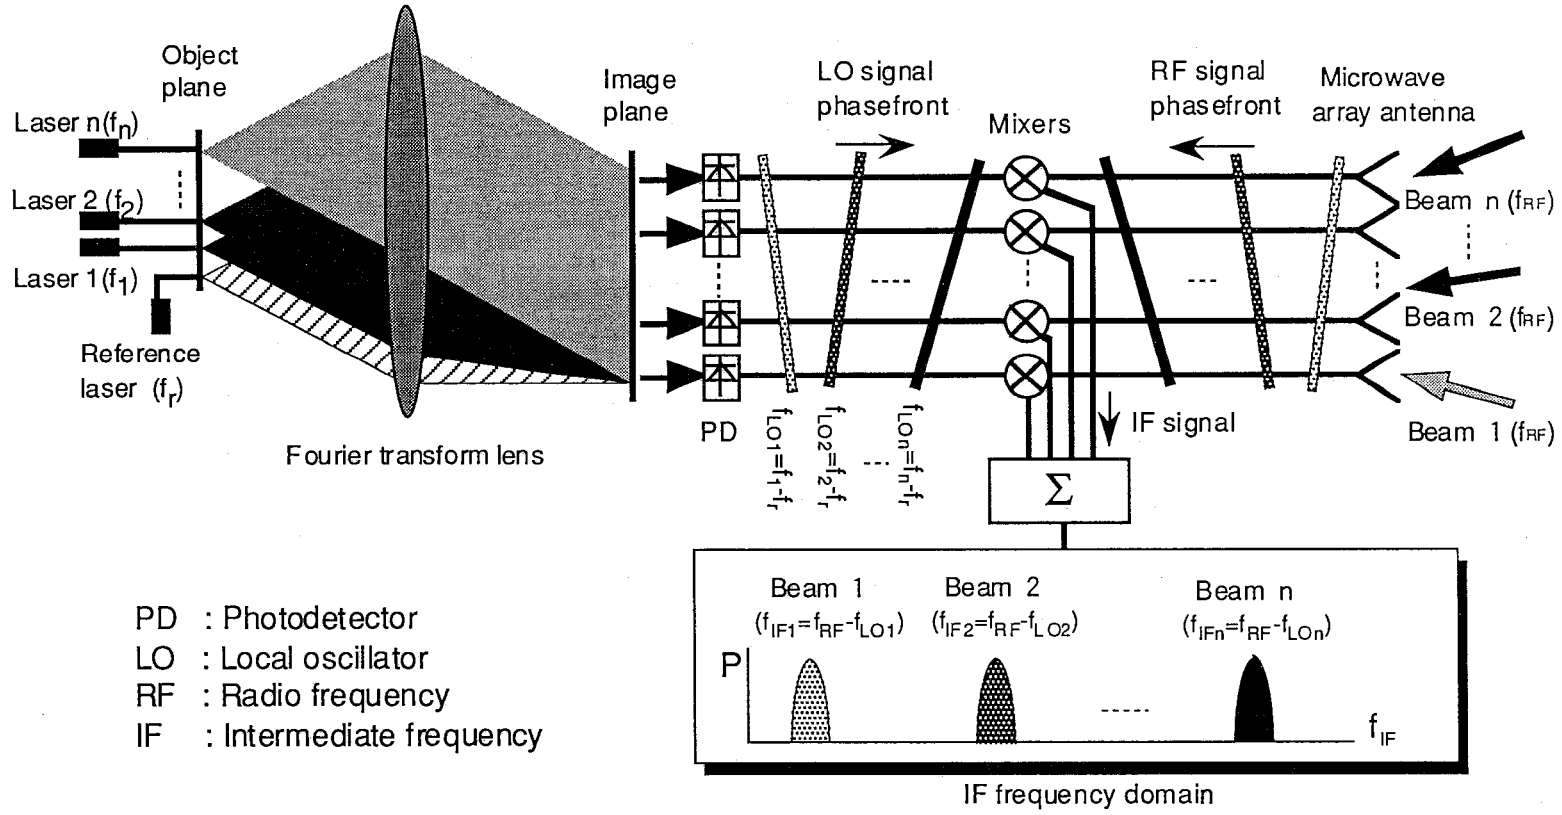 Object
plane
Laser n(fn)
Laser 2 (f2)
Laser 1(f1)
Reference
laser (fr)
Fourier transform lens
Image
plane
PD
LO signal
phasefront
Mixers
RF signal
phasefront
Microwave
array antenna
Beam n (fRF)
Beam 2 (fRF)
Beam 1 (fRF)
fLO1=f1-fr
fLO2=f2-fr
fLOn=fn-fr
IF signal
Σ
Beam 1
(fIF1=fRF-fLO1)
Beam 2
(fIF2=fRF-fLO2)
Beam n
(fIFn=fRF-fLOn)
P
fIF
IF frequency domain
PD : Photodetector
LO : Local oscillator
RF : Radio frequency
IF : Intermediate frequency